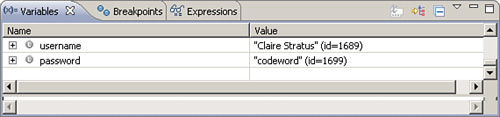 (x)= Variables Breakpoints Expressions
Name Value
username "Claire Stratus" (id=1689)
password "codeword" (id=1699)